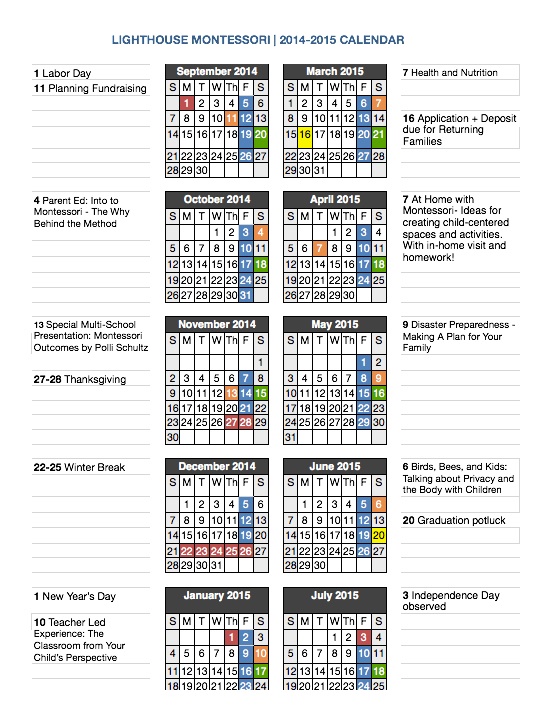 LIGHTHOUSE MONTESSORI | 2014-2015 CALENDAR
1 Labor Day
11 Planning Fundraising
September 2014
S M T W Th F S
1 2 3 4 5 6
7 8 9 10 11 12 13
14 15 16 17 18 19 20
21 22 23 24 25 26 27
28 29 30
March 2015
S M T W Th F S
1 2 3 4 5 6 7
8 9 10 11 12 13 14
15 16 17 18 19 20 21
22 23 24 25 26 27 28
29 30 31
7 Health and Nutrition
16 Application + Deposit
due for Returning
Families
4 Parent Ed: Into to
Montessori - The Why
Behind the Method
October 2014
S M T W Th F S
1 2 3 4
5 6 7 8 9 10 11
12 13 14 15 16 17 18
19 20 21 22 23 24 25
26 27 28 29 30 31
April 2015
S M T W Th F S
1 2 3 4
5 6 7 8 9 10 11
12 13 14 15 16 17 18
19 20 21 22 23 24 25
26 27 28 29 30
7 At Home with
Montessori- Ideas for
creating child-centered
spaces and activities.
With in-home visit and
homework!
13 Special Multi-School
Presentation: Montessori
Outcomes by Polli Schultz
27-28 Thanksgiving
November 2014
S M T W Th F S
1
2 3 4 5 6 7 8
9 10 11 12 13 14 15
16 17 18 19 20 21 22
23 24 25 26 27 28 29
30
May 2015
S M T W Th F S
1 2
3 4 5 6 7 8 9
10 11 12 13 14 15 16
17 18 19 20 21 22 23
24 25 26 27 28 29 30
31
9 Disaster Preparedness -
Making A Plan for Your
Family
22-25 Winter Break
December 2014
S M T W Th F S
1 2 3 4 5 6
7 8 9 10 11 12 13
14 15 16 17 18 19 20
21 22 23 24 25 26 27
28 29 30 31
June 2015
S M T W Th F S
1 2 3 4 5 6
7 8 9 10 11 12 13
14 15 16 17 18 19 20
21 22 23 24 25 26 27
28 29 30
6 Birds, Bees, and Kids:
Talking about Privacy and
the Body with Children
20 Graduation potluck
1 New Year's Day
10 Teacher Led
Experience: The
Classroom from Your
Child's Perspective
January 2015
S M T W Th F S
1 2 3
4 5 6 7 8 9 10
11 12 13 14 15 16 17
18 19 20 21 22 23 24
July 2015
S M T W Th F S
1 2 3 4
5 6 7 8 9 10 11
12 13 14 15 16 17 18
19 20 21 22 23 24 25
3 Independence Day
observed